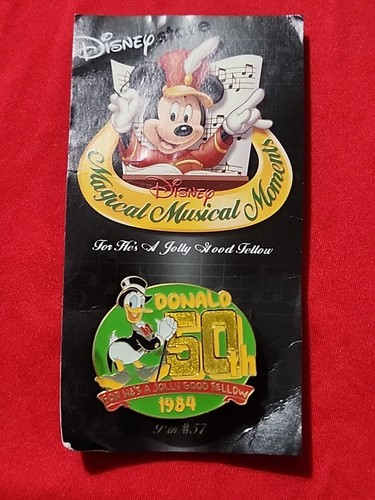 DISNEY store
DISNEY
Magical Musical Moments
For He's A Jolly Good Fellow
DONALD
50th
FOR HE'S A JOLLY GOOD FELLOW
1984
Pin #57